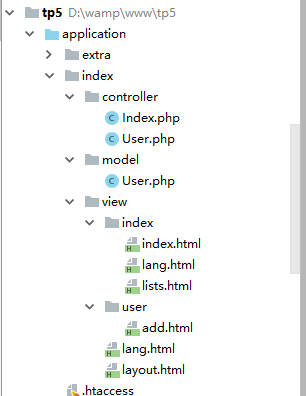 tp5 D:\wamp\www\tp5
application
extra
index
controller
Index.php
User.php
model
User.php
view
index
index.html
lang.html
lists.html
user
add.html
lang.html
layout.html
.htaccess